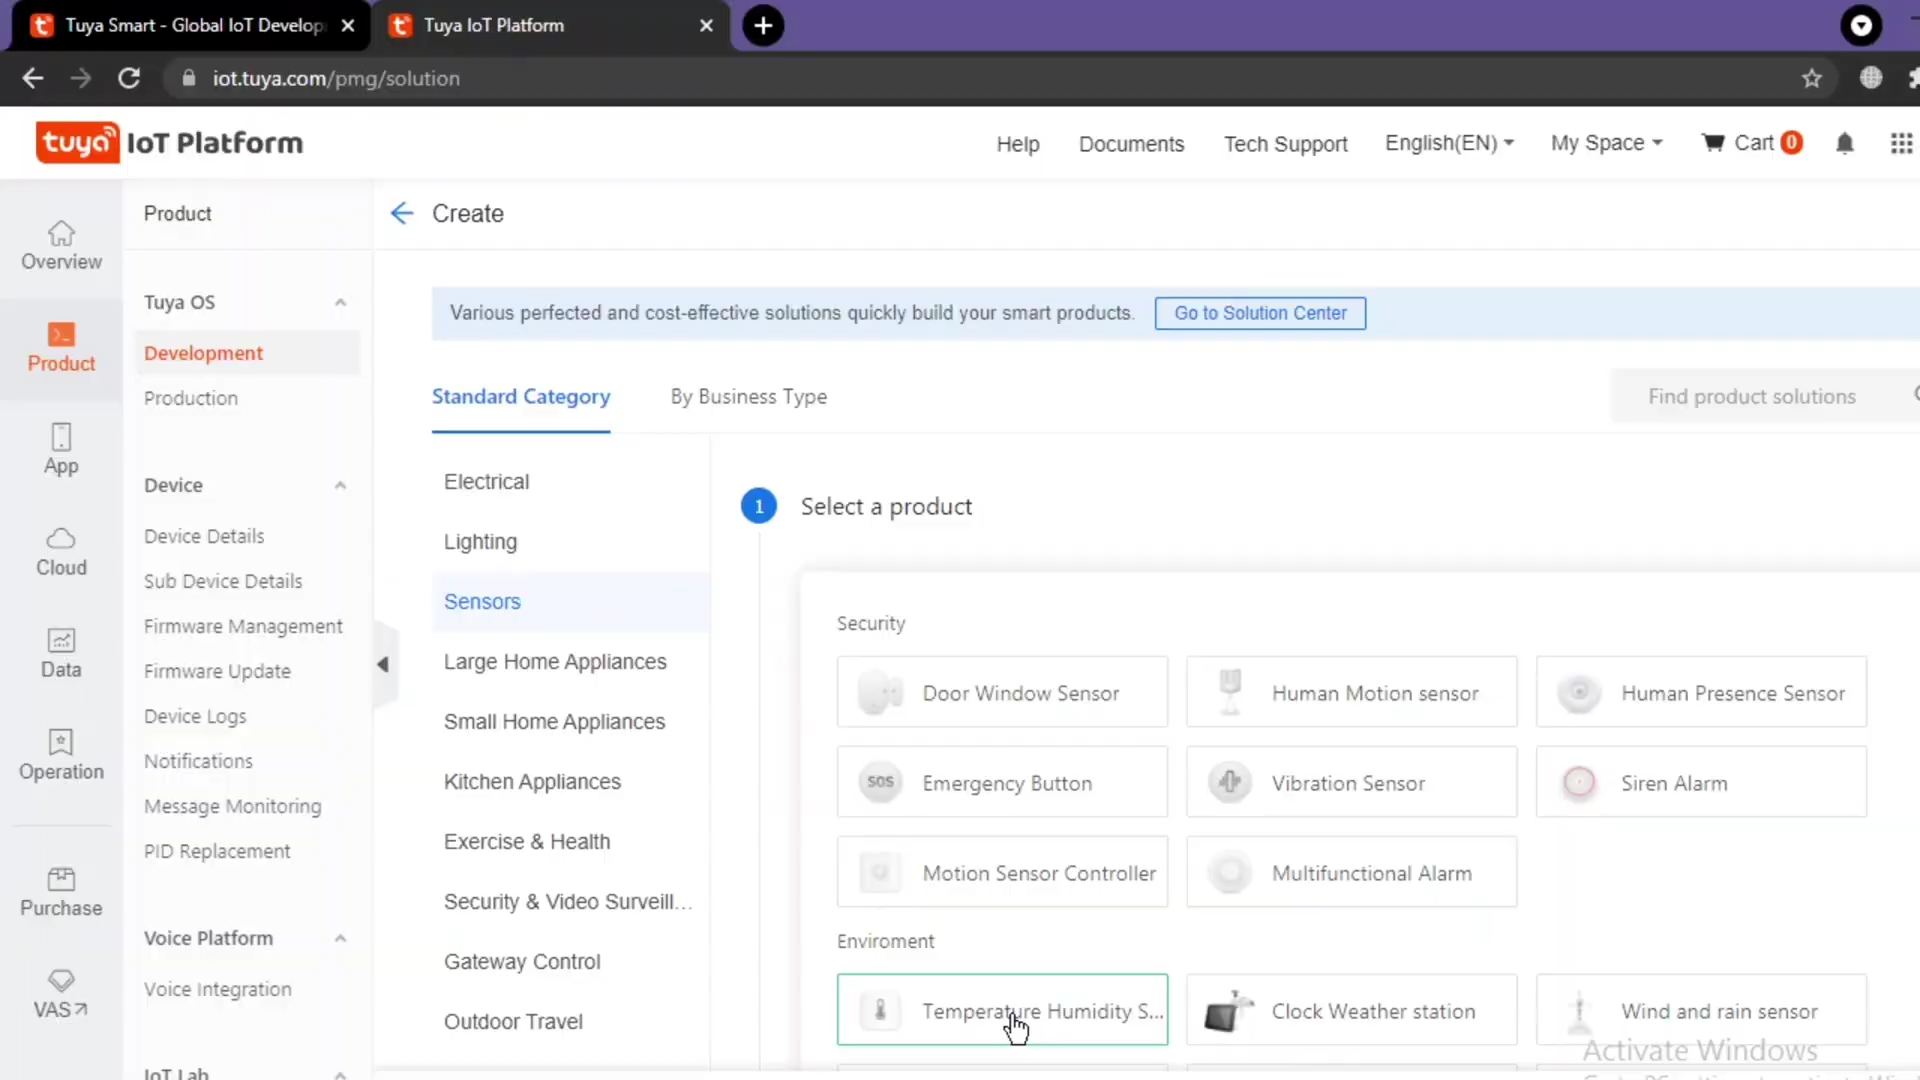 Tuya Smart - Global IoT Develop
Tuya IoT Platform
iot.tuya.com/pmg/solution
tuya IoT Platform
Help
Documents
Tech Support
English(EN)
My Space
Cart 0
Overview
Product
App
Cloud
Data
Operation
Purchase
VAS
Product
Tuya OS
Development
Production
Device
Device Details
Sub Device Details
Firmware Management
Firmware Update
Device Logs
Notifications
Message Monitoring
PID Replacement
Voice Platform
Voice Integration
IoT Lab
Create
Various perfected and cost-effective solutions quickly build your smart products.
Go to Solution Center
Standard Category
By Business Type
Find product solutions
Electrical
Lighting
Sensors
Large Home Appliances
Small Home Appliances
Kitchen Appliances
Exercise & Health
Security & Video Surveill...
Gateway Control
Outdoor Travel
1 Select a product
Security
Door Window Sensor
Human Motion sensor
Human Presence Sensor
SOS Emergency Button
Vibration Sensor
Siren Alarm
Motion Sensor Controller
Multifunctional Alarm
Enviroment
Temperature Humidity S...
Clock Weather station
Wind and rain sensor
Activate Windows